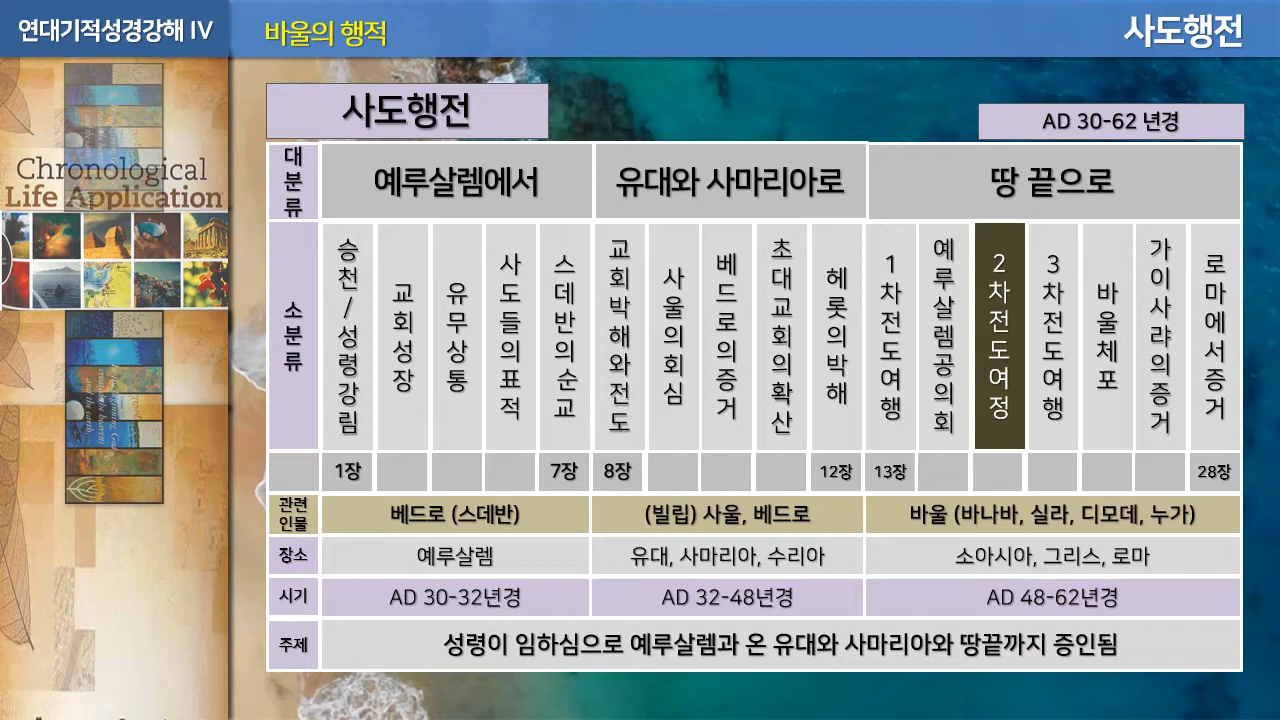 연대기적성경강해 IV
바울의 행적
사도행전
Chronological
Life Application
사도행전
AD 30-62 년경
대분류
예루살렘에서
유대와 사마리아로
땅 끝으로
소분류
승천/성령강림
교회성장
유무상통
사도들의표적
스데반의순교
교회박해와전도
사울의회심
베드로의증거
초대교회의확산
헤롯의박해
1차전도여행
예루살렘공의회
2차전도여정
3차전도여행
바울체포
가이사랴의증거
로마에서증거
1장
7장
8장
12장
13장
28장
관련
인물
베드로 (스데반)
(빌립) 사울, 베드로
바울 (바나바, 실라, 디모데, 누가)
장소
예루살렘
유대, 사마리아, 수리아
소아시아, 그리스, 로마
시기
AD 30-32년경
AD 32-48년경
AD 48-62년경
주제
성령이 임하심으로 예루살렘과 온 유대와 사마리아와 땅끝까지 증인됨